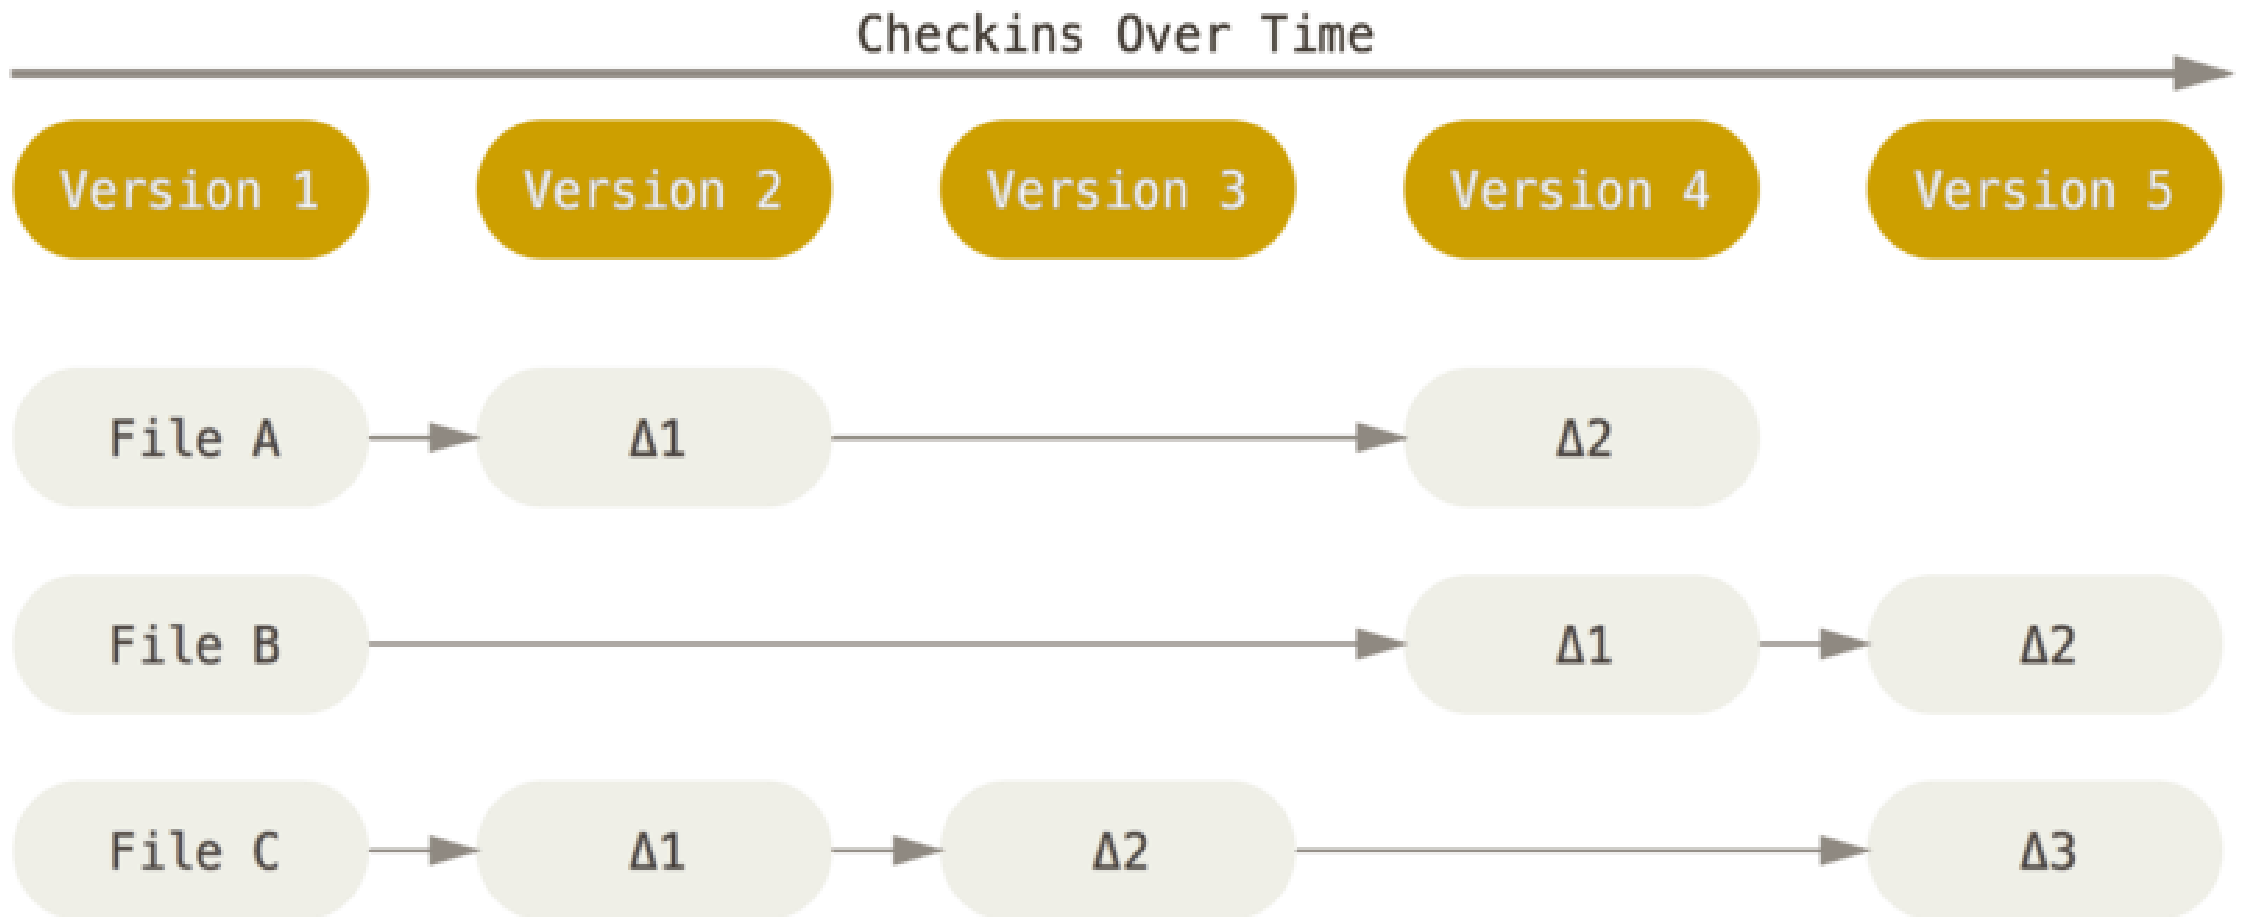 Checkins Over Time
Version 1 Version 2 Version 3 Version 4 Version 5
File A Δ1 Δ2
File B Δ1 Δ2
File C Δ1 Δ2 Δ3